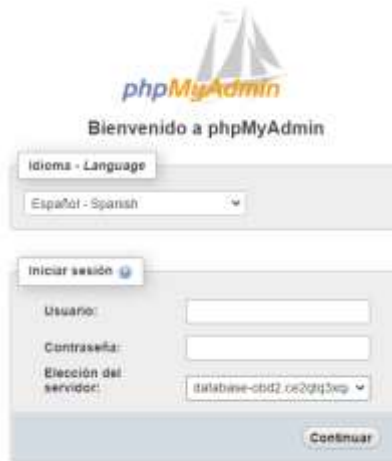 phpMyAdmin
Bienvenido a phpMyAdmin
Idioma - Language
Español - Spanish
Iniciar sesión
Usuario:
Contraseña:
Elección del
servidor:
Continuar